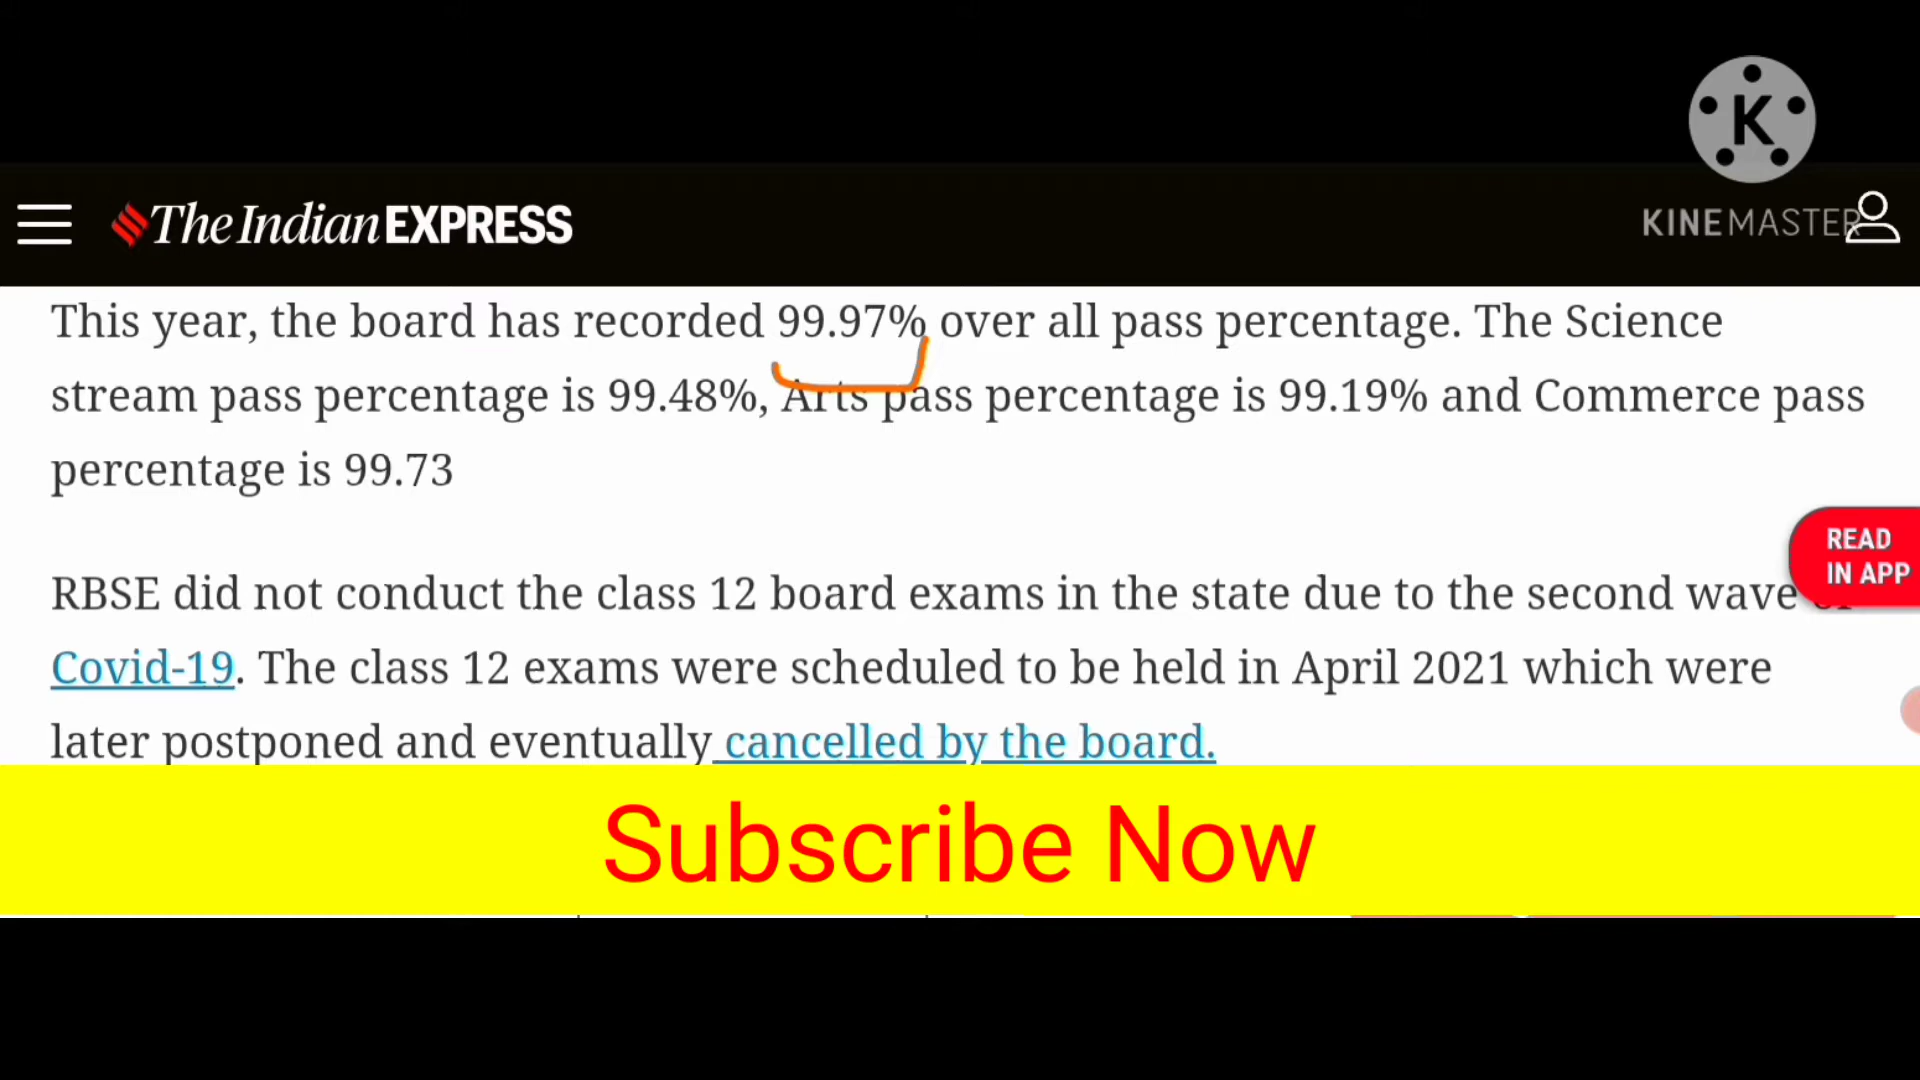 K
KINEMASTER
The Indian EXPRESS
This year, the board has recorded 99.97% over all pass percentage. The Science
stream pass percentage is 99.48%, Arts pass percentage is 99.19% and Commerce pass
percentage is 99.73
READ
IN APP
RBSE did not conduct the class 12 board exams in the state due to the second wave
Covid-19. The class 12 exams were scheduled to be held in April 2021 which were
later postponed and eventually cancelled by the board.
Subscribe Now